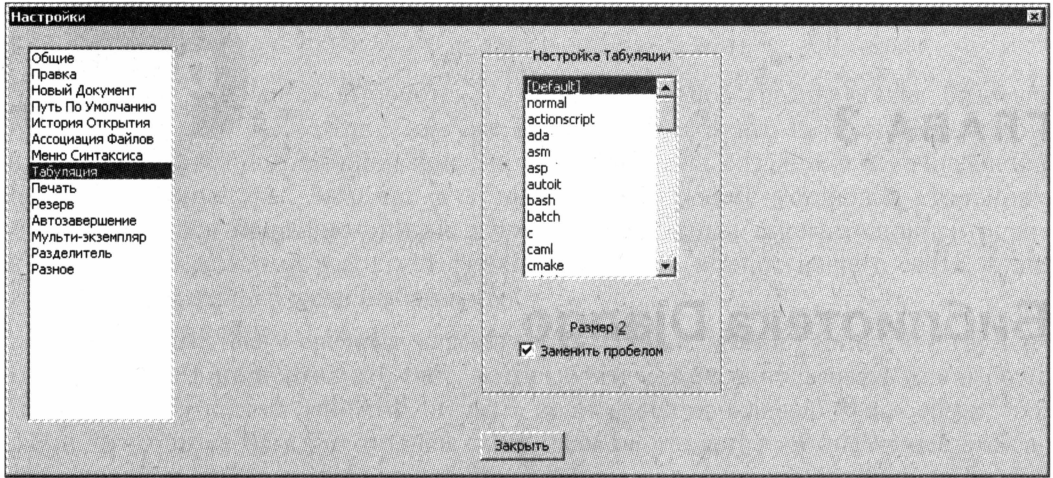 Настройки
Общие
Правка
Новый Документ
Путь По Умолчанию
История Открытия
Ассоциация Файлов
Меню Синтаксиса
Табуляция
Печать
Резерв
Автозавершение
Мульти-экземпляр
Разделитель
Разное
Настройка Табуляции
[Default]
normal
actionscript
ada
asm
asp
autoit
bash
batch
c
caml
cmake
Размер 2
Заменить пробелом
Закрыть